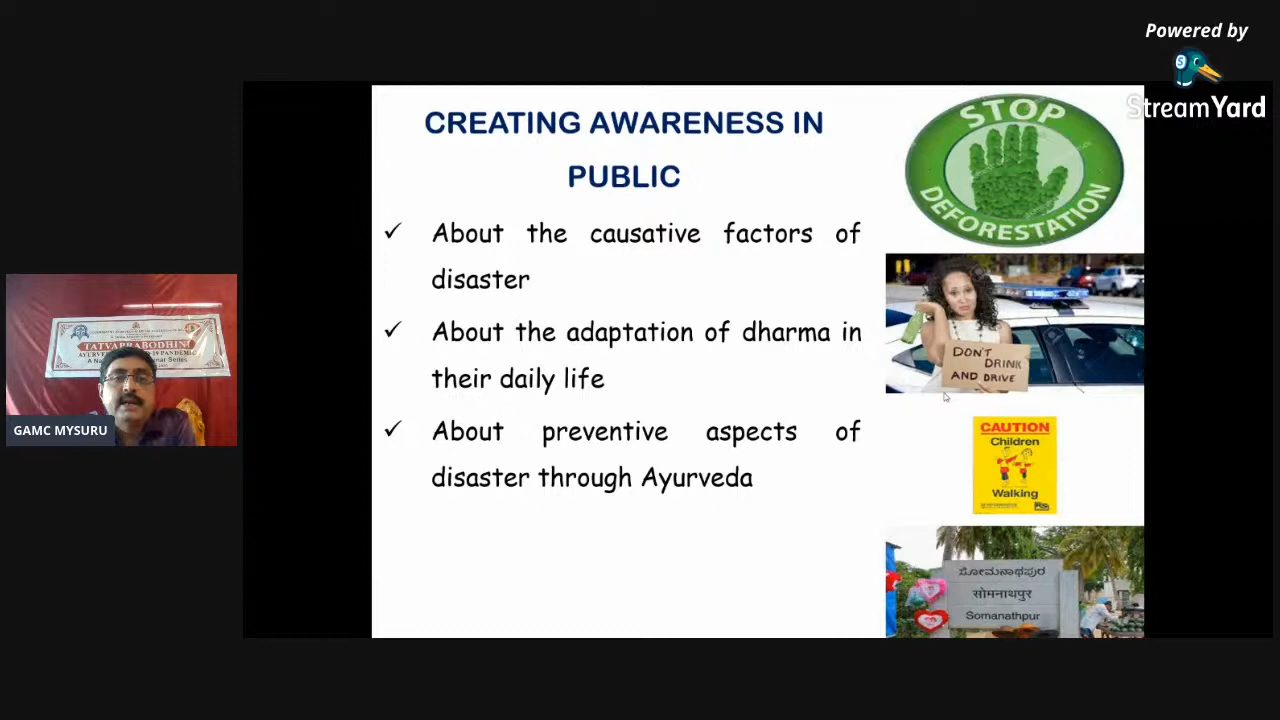 Powered by
StreamYard
CREATING AWARENESS IN
PUBLIC
✓ About the causative factors of
disaster
✓ About the adaptation of dharma in
their daily life
✓ About preventive aspects of
disaster through Ayurveda
STOP
DEFORESTATION
DON'T
DRINK
AND DRIVE
CAUTION
Children
Walking
ಸೋಮನಾಥಪುರ
सोमनाथपुर
Somanathpur
TATVAPRABODHINI
GAMC MYSURU